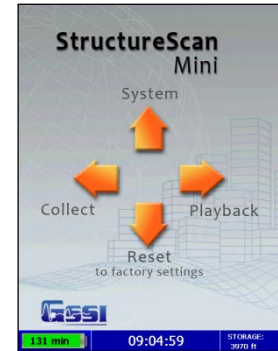 StructureScan
Mini
System
Collect
Playback
Reset
to factory settings
GSSI
131 min
09:04:59
STORAGE:
3970 ft